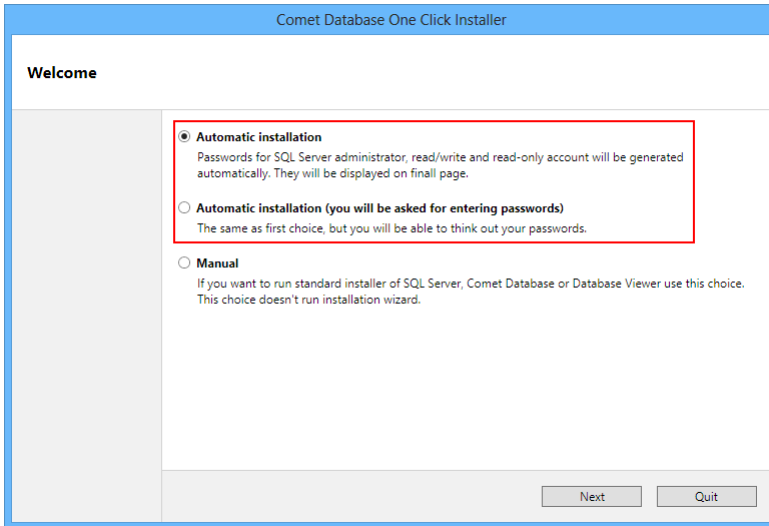 Comet Database One Click Installer
Welcome
Automatic installation
Passwords for SQL Server administrator, read/write and read-only account will be generated
automatically. They will be displayed on finall page.
Automatic installation (you will be asked for entering passwords)
The same as first choice, but you will be able to think out your passwords.
Manual
If you want to run standard installer of SQL Server, Comet Database or Database Viewer use this choice.
This choice doesn't run installation wizard.
Next
Quit